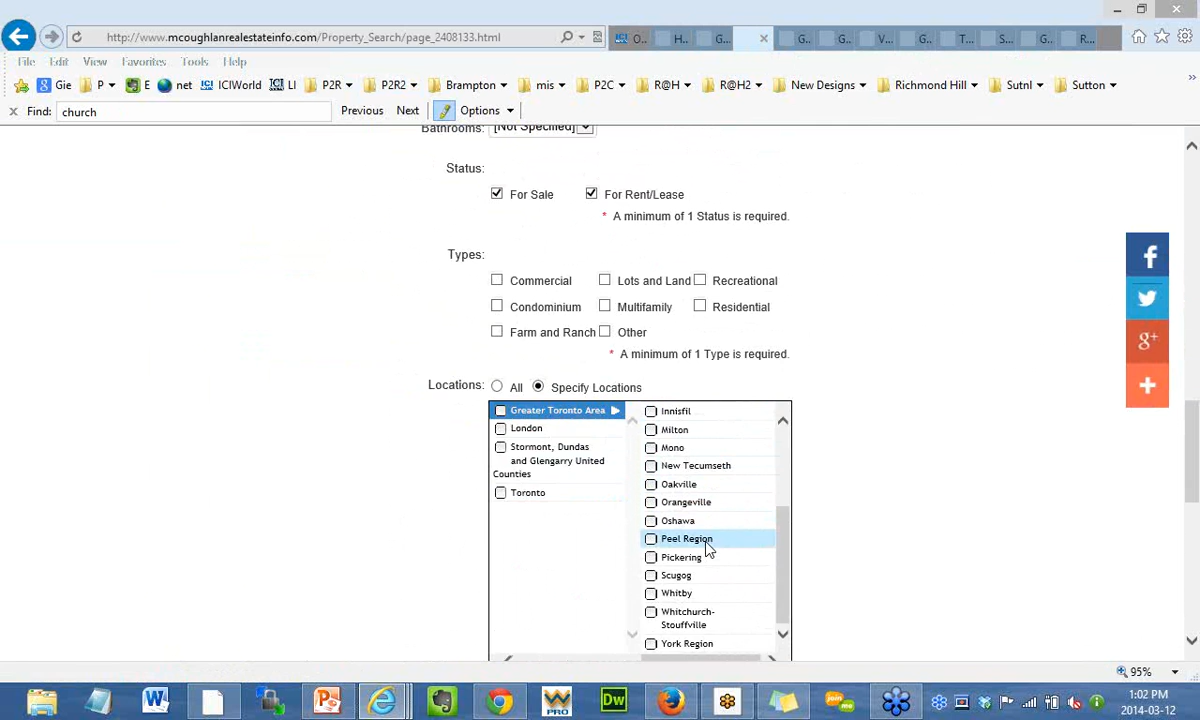 http://www.mcoughlanrealestateinfo.com/Property_Search/page_2408133.html
O... H... G... G... G... V... G... T... S... G... R...
File Edit View Favorites Tools Help
Gie P E net ICIWorld LI P2R P2R2 Brampton mis P2C R@H R@H2 New Designs Richmond Hill Sutnl Sutton »
Find: church Previous Next Options
Bathrooms: [Not Specified]
Status:
For Sale For Rent/Lease
* A minimum of 1 Status is required.
Types:
Commercial Lots and Land Recreational
Condominium Multifamily Residential
Farm and Ranch Other
* A minimum of 1 Type is required.
Locations: All Specify Locations
Greater Toronto Area
London
Stormont, Dundas
and Glengarry United
Counties
Toronto
Innisfil
Milton
Mono
New Tecumseth
Oakville
Orangeville
Oshawa
Peel Region
Pickering
Scugog
Whitby
Whitchurch-
Stouffville
York Region
f
g+
+
95%
W P e Dw W PRO join me
1:02 PM
2014-03-12